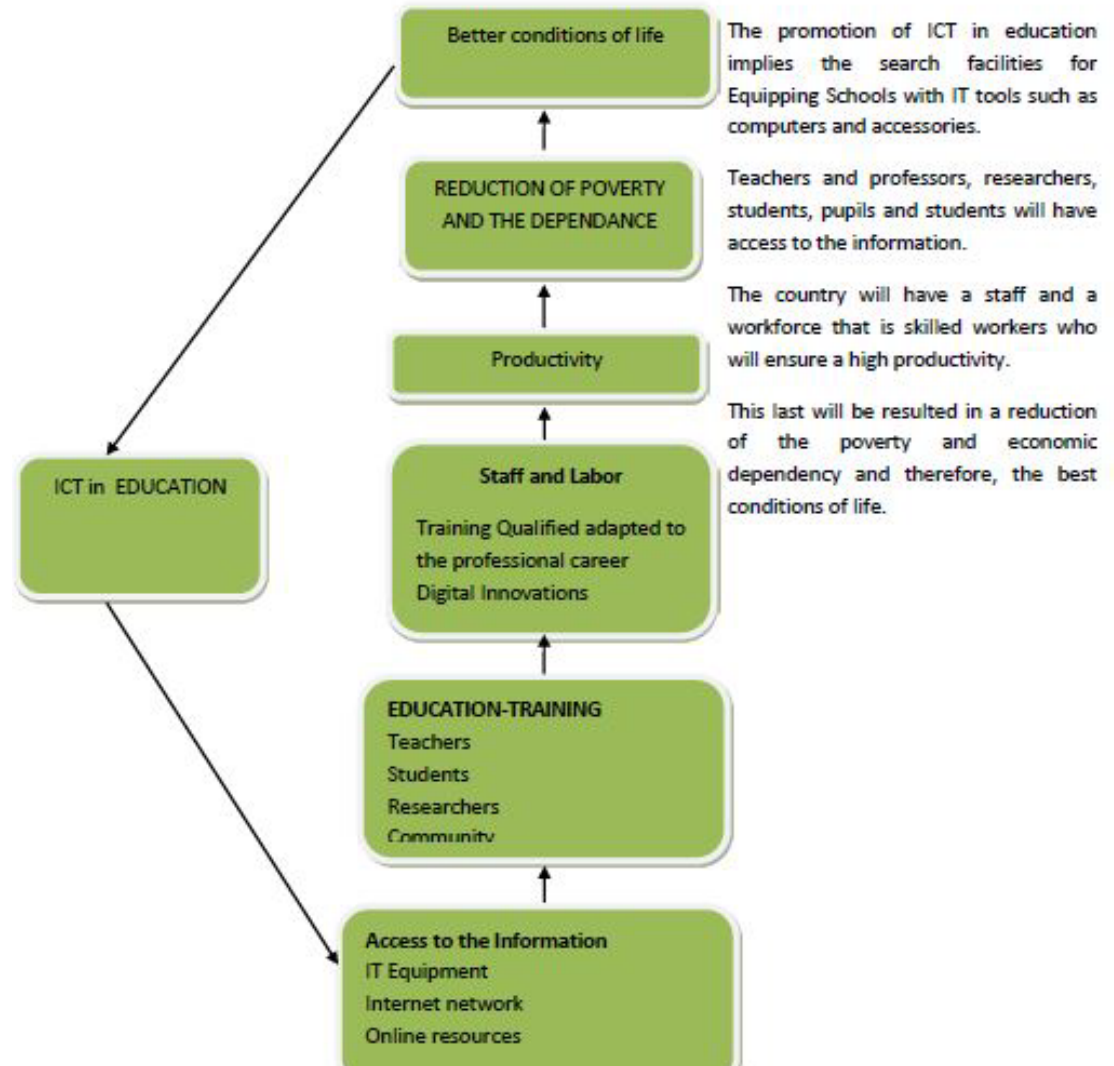 Better conditions of life
REDUCTION OF POVERTY
AND THE DEPENDANCE
Productivity
Staff and Labor
Training Qualified adapted to
the professional career
Digital Innovations
EDUCATION-TRAINING
Teachers
Students
Researchers
Community
Access to the Information
IT Equipment
Internet network
Online resources
ICT in EDUCATION
The promotion of ICT in education
implies the search facilities for
Equipping Schools with IT tools such as
computers and accessories.
Teachers and professors, researchers,
students, pupils and students will have
access to the information.
The country will have a staff and a
workforce that is skilled workers who
will ensure a high productivity.
This last will be resulted in a reduction
of the poverty and economic
dependency and therefore, the best
conditions of life.